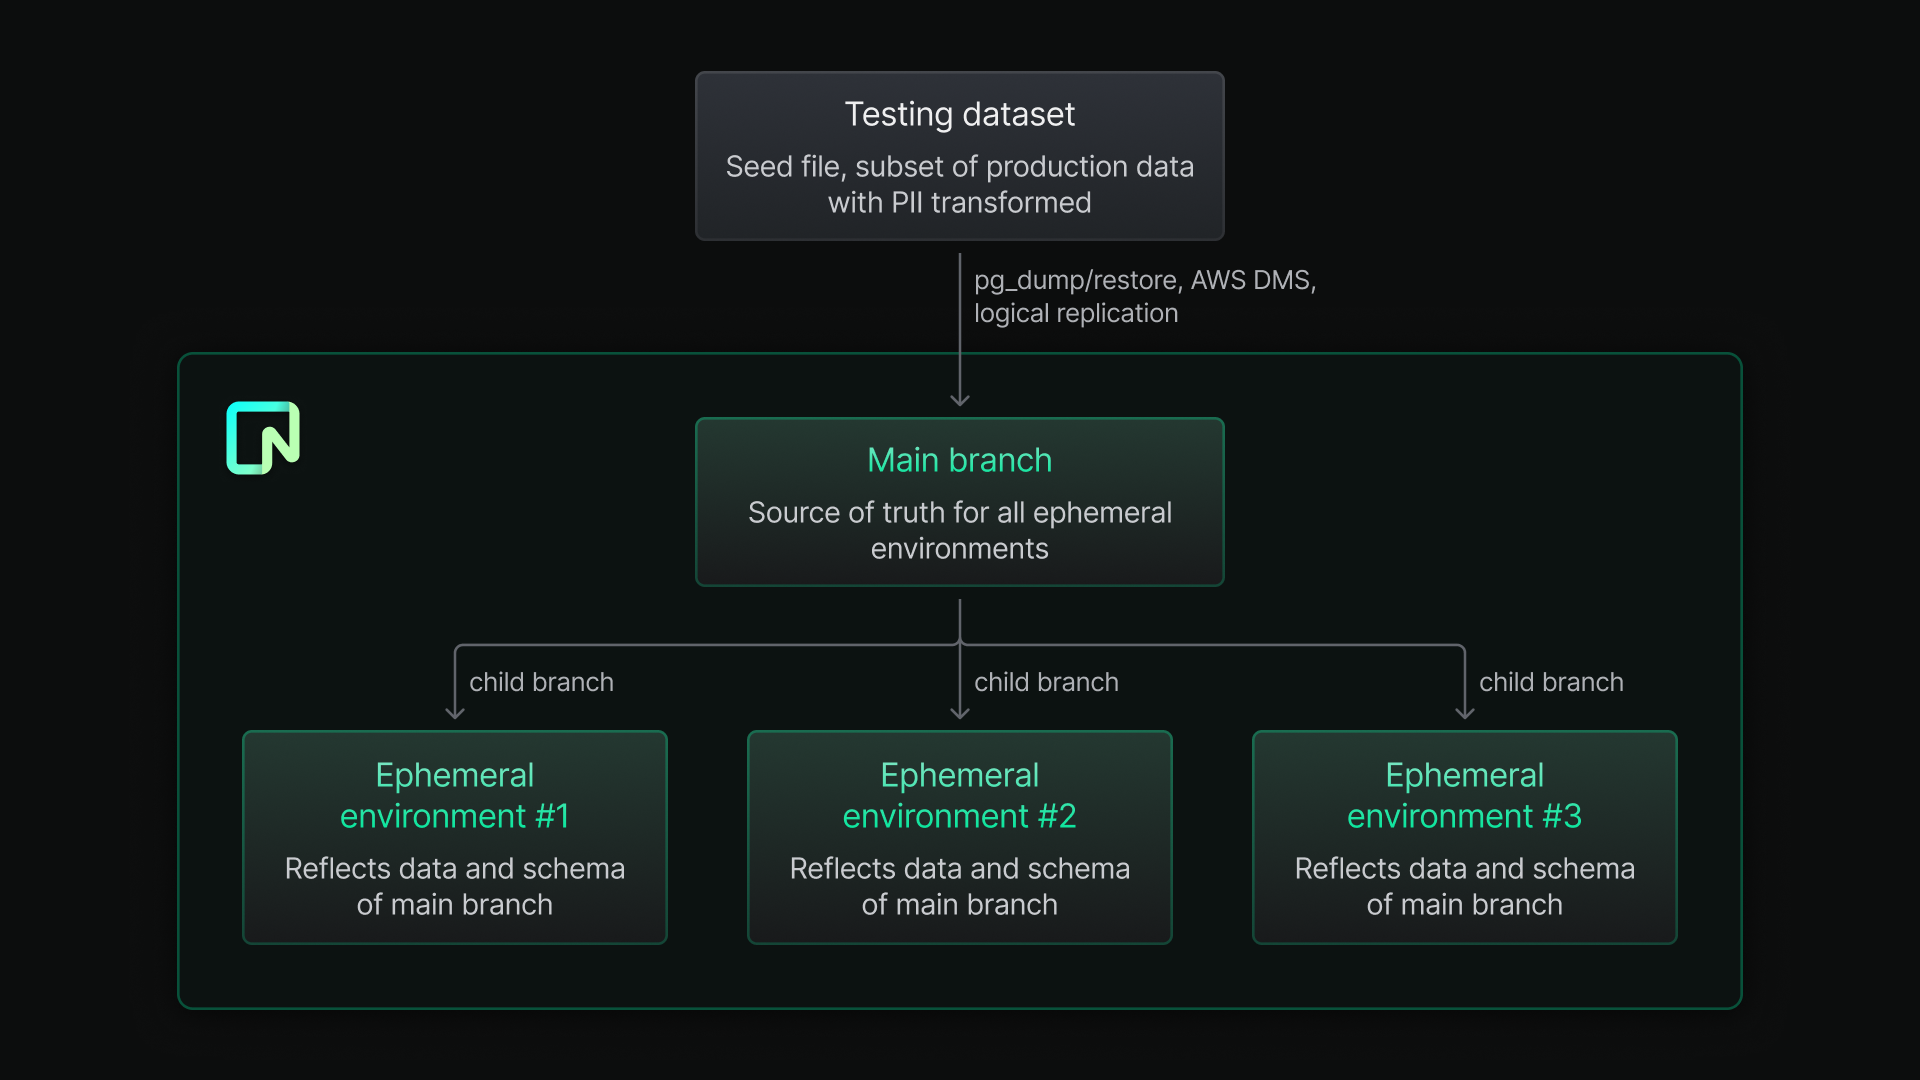 Testing dataset
Seed file, subset of production data
with PII transformed
pg_dump/restore, AWS DMS,
logical replication
Main branch
Source of truth for all ephemeral
environments
child branch
child branch
child branch
Ephemeral
environment #1
Reflects data and schema
of main branch
Ephemeral
environment #2
Reflects data and schema
of main branch
Ephemeral
environment #3
Reflects data and schema
of main branch